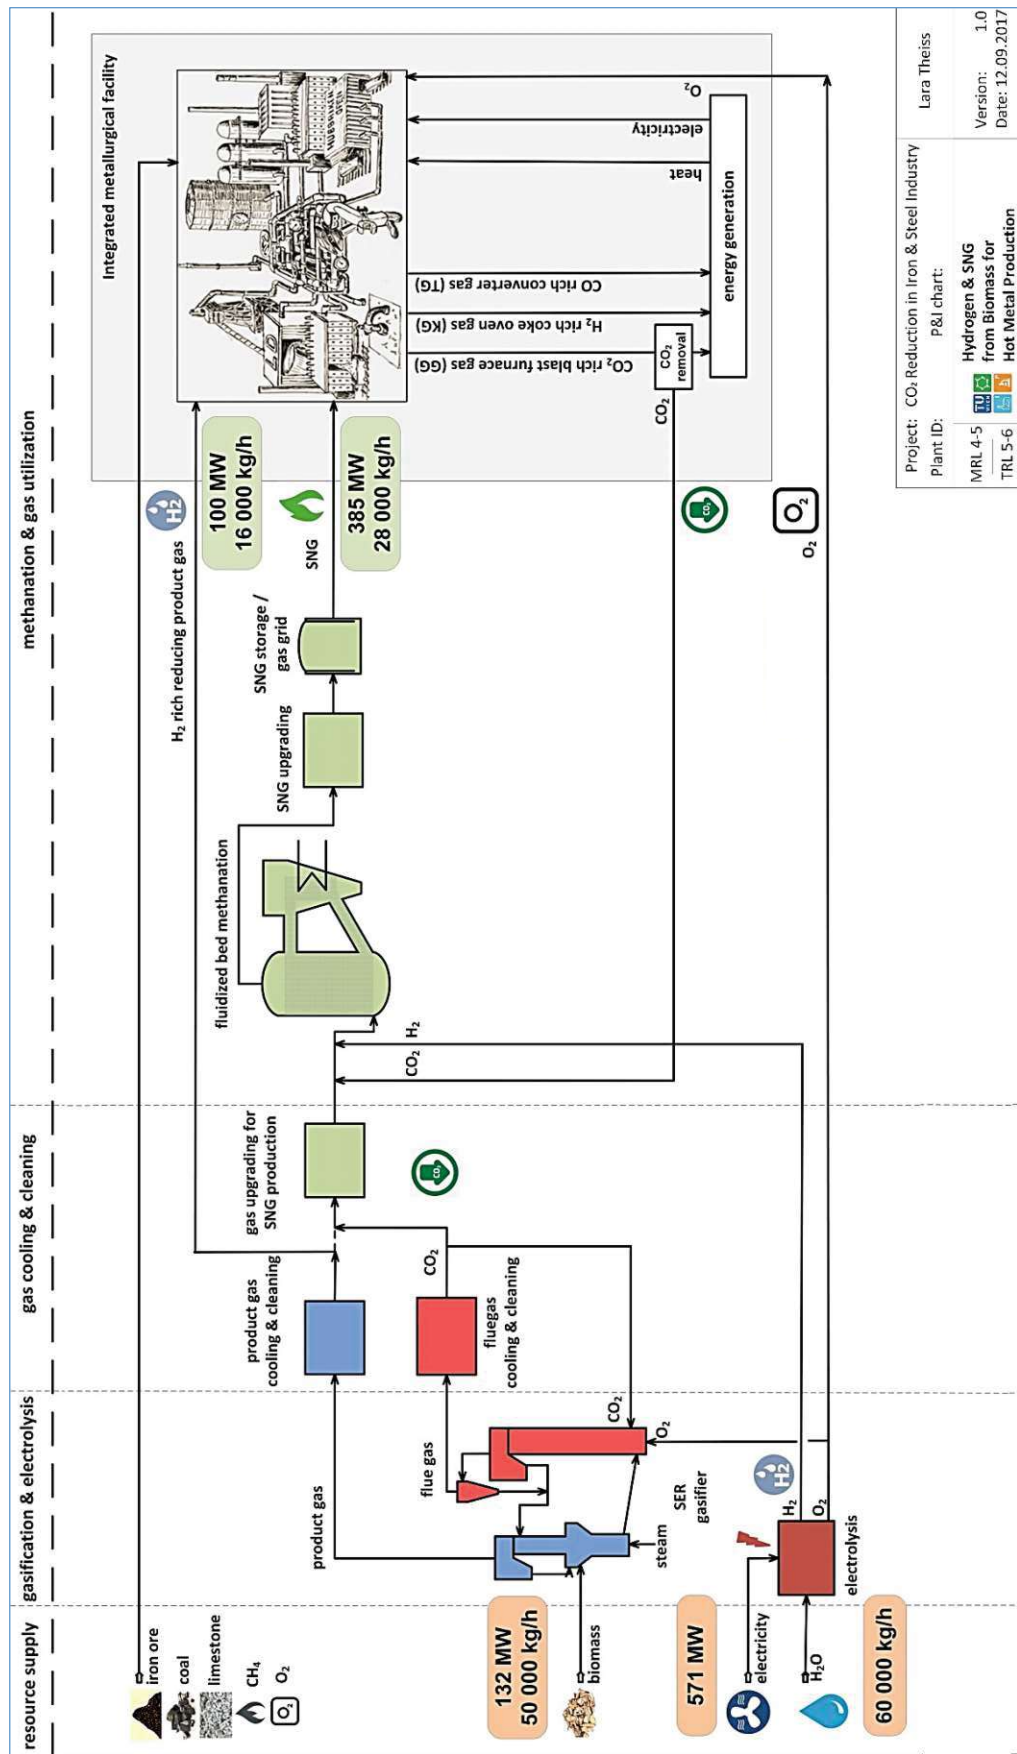 resource supply
gasification & electrolysis
gas cooling & cleaning
methanation & gas utilization
iron ore
coal
limestone
CH₄
O₂
O₂
132 MW
50 000 kg/h
biomass
571 MW
electricity
H₂O
60 000 kg/h
product gas
flue gas
CO₂
O₂
SER
gasifier
steam
H₂
H₂
O₂
electrolysis
product gas
cooling & cleaning
CO₂
fluegas
cooling & cleaning
gas upgrading for
SNG production
CO₂
H₂ rich reducing product gas
H₂
fluidized bed methanation
CO₂
H₂
SNG upgrading
SNG storage /
gas grid
SNG
100 MW
16 000 kg/h
385 MW
28 000 kg/h
CO₂
O₂
O₂
Integrated metallurgical facility
CO₂ rich blast furnace gas (GG)
H₂ rich coke oven gas (KG)
CO rich converter gas (TG)
heat
electricity
O₂
CO₂
CO₂
removal
energy generation
Project: CO₂ Reduction in Iron & Steel Industry
Lara Theiss
Plant ID: P&I chart:
MRL 4-5
TRL 5-6
TU
Hydrogen & SNG
from Biomass for
Hot Metal Production
Version: 1.0
Date: 12.09.2017